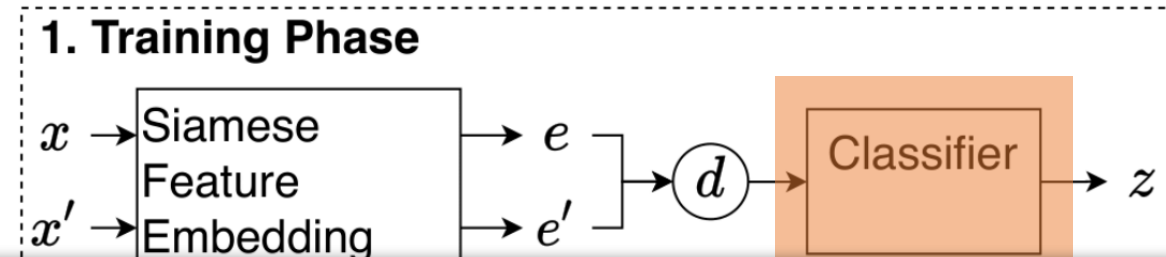 1. Training Phase
x
Siamese
Feature
Embedding
x′
e
e′
d
Classifier
z